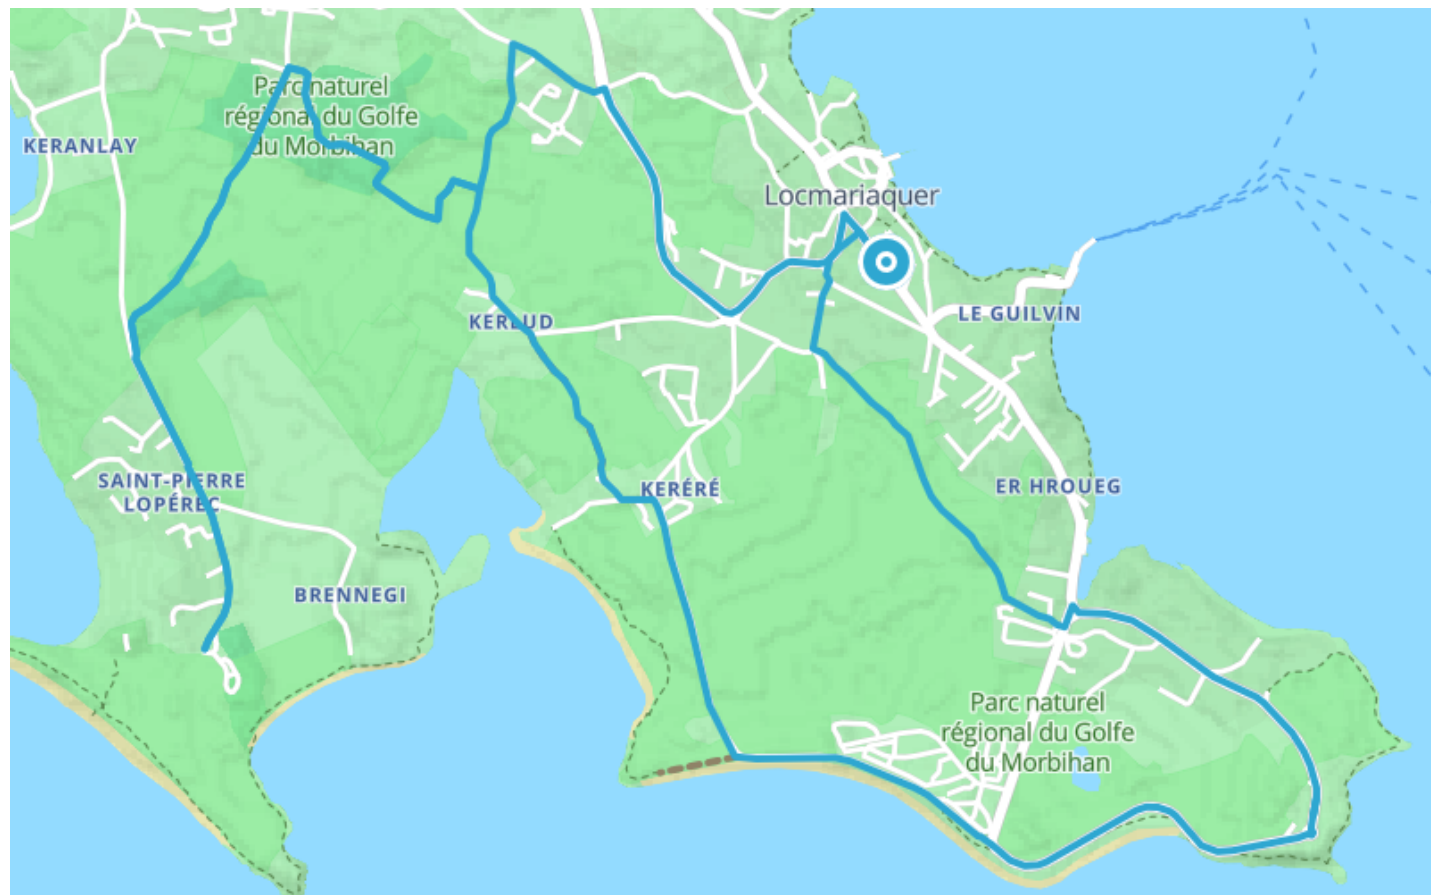 Parc naturel
régional du Golfe
du Morbihan
KERANLAY
Locmariaquer
LE GUILVIN
KERLUD
SAINT-PIERRE
LOPÉREC
KERÉRÉ
ER HROUEG
BRENNEGI
Parc naturel
régional du Golfe
du Morbihan